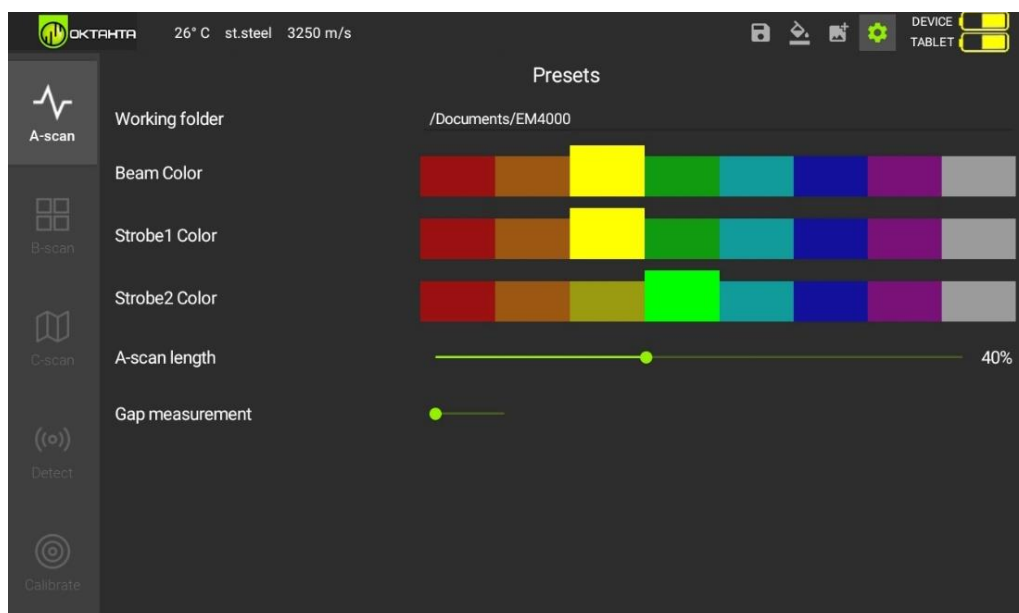 ОКТАНТА
26° C st.steel 3250 m/s
DEVICE
TABLET
Presets
A-scan
Working folder /Documents/EM4000
Beam Color
B-scan
Strobe1 Color
Strobe2 Color
C-scan
A-scan length 40%
Gap measurement
Detect
Calibrate